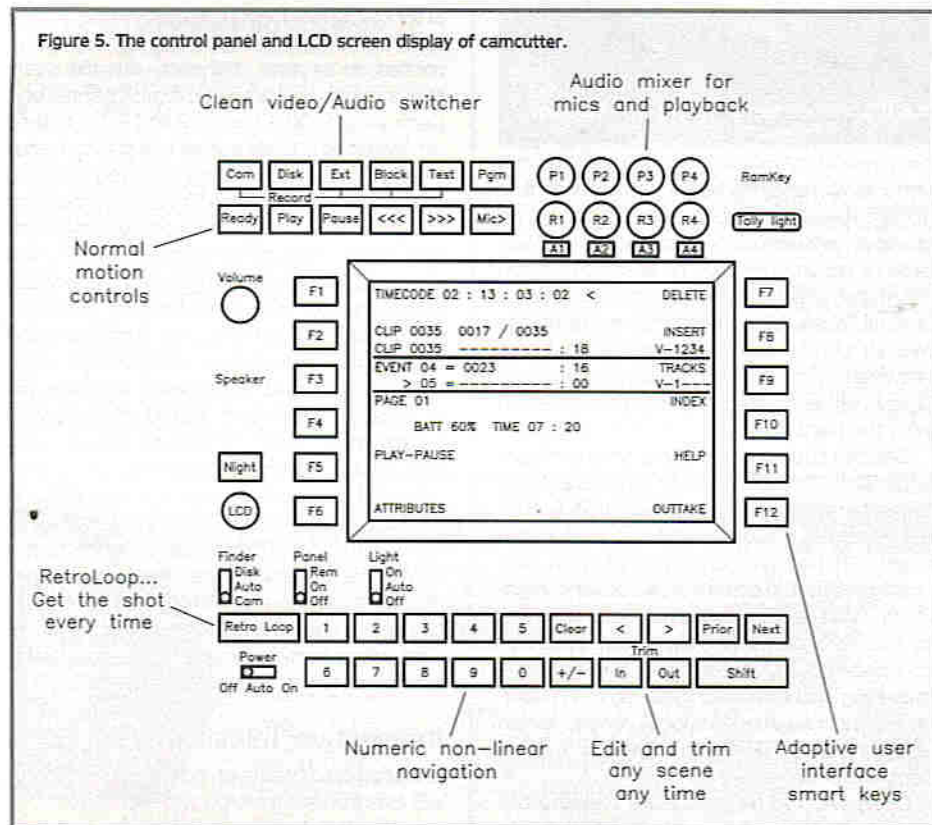 Figure 5. The control panel and LCD screen display of camcutter.
Clean video/Audio switcher
Audio mixer for
mics and playback
Cam Disk Ext Black Test Pgm
P1 P2 P3 P4
RamKey
Record
Ready Play Pause <<< >>> Mic>
R1 R2 R3 R4
Tally light
A1 A2 A3 A4
Normal
motion
controls
Volume
Speaker
Night
LCD
F1
F2
F3
F4
F5
F6
TIMECODE 02 : 13 : 03 : 02 < DELETE
CLIP 0035 0017 / 0035 INSERT
CLIP 0035 --------- : 18 V-1234
EVENT 04 = 0023 : 16 TRACKS
> 05 = --------- : 00 V-1---
PAGE 01 INDEX
BATT 60% TIME 07 : 20
PLAY-PAUSE HELP
ATTRIBUTES OUTTAKE
F7
F8
F9
F10
F11
F12
Finder
Disk
Auto
Cam
Panel
Rem
On
Off
Light
On
Auto
Off
RetroLoop...
Get the shot
every time
Retro Loop 1 2 3 4 5 Clear < > Prior Next
Trim
Power
Off Auto On
6 7 8 9 0 +/- In Out Shift
Numeric non-linear
navigation
Edit and trim
any scene
any time
Adaptive user
interface
smart keys